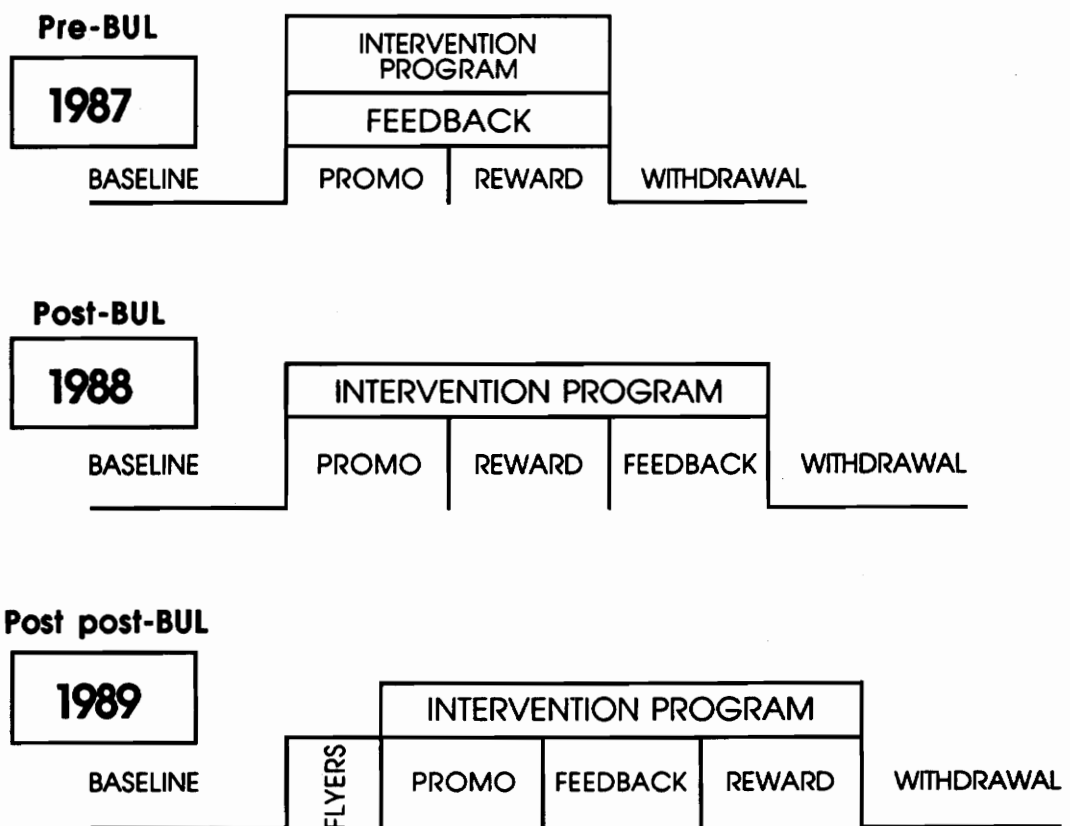 Pre-BUL
1987
INTERVENTION
PROGRAM
FEEDBACK
BASELINE PROMO REWARD WITHDRAWAL
Post-BUL
1988
INTERVENTION PROGRAM
BASELINE PROMO REWARD FEEDBACK WITHDRAWAL
Post post-BUL
1989
INTERVENTION PROGRAM
BASELINE FLYERS PROMO FEEDBACK REWARD WITHDRAWAL